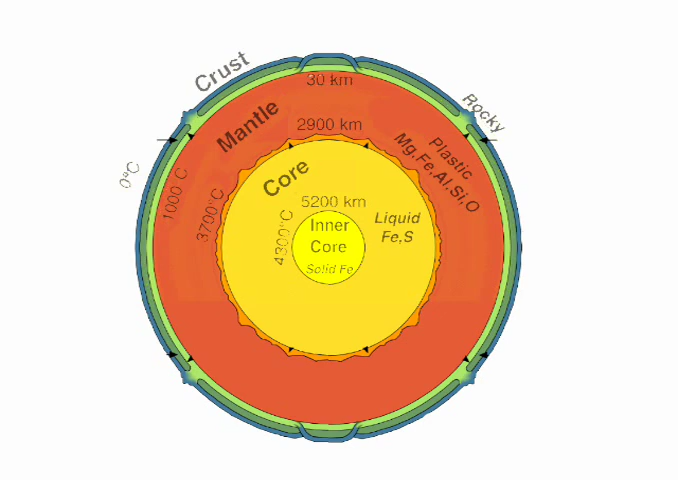 Crust
30 km
Rocky
Mantle
2900 km
Plastic
Mg,Fe,Al,Si,O
0°C
1000°C
3700°C
Core
5200 km
4300°C
Liquid
Fe,S
Inner
Core
Solid Fe